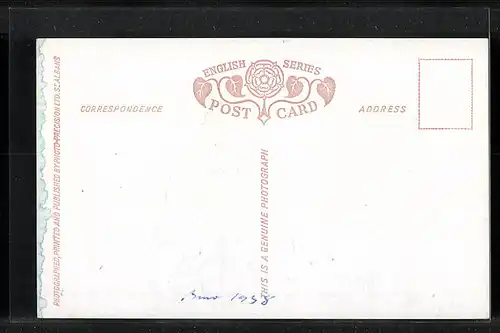 ENGLISH SERIES
POST CARD
CORRESPONDENCE
ADDRESS
PHOTOGRAPHED, PRINTED AND PUBLISHED BY PHOTO-PRECISION LTD. ST. ALBANS
THIS IS A GENUINE PHOTOGRAPH
1938